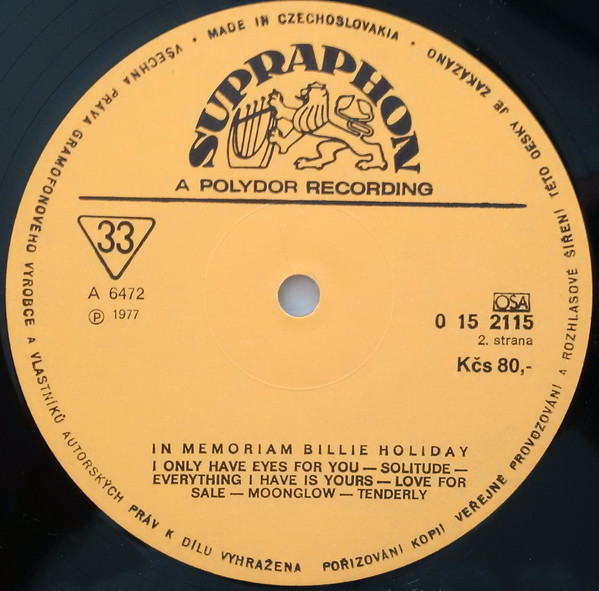 VŠECHNA PRÁVA GRAMOFONOVÉHO VÝROBCE A VLASTNÍKŮ AUTORSKÝCH PRÁV K DÍLU VYHRAŽENA POŘIZOVÁNÍ KOPIÍ VEŘEJNÉ PROVOZOVÁNÍ A ROZHLASOVÉ ŠÍŘENÍ TÉTO DESKY JE ZAKÁZÁNO • MADE IN CZECHOSLOVAKIA •
SUPRAPHON
A POLYDOR RECORDING
33
A 6472
Ⓟ 1977
OSA
0 15 2115
2. strana
Kčs 80,-
IN MEMORIAM BILLIE HOLIDAY
I ONLY HAVE EYES FOR YOU — SOLITUDE —
EVERYTHING I HAVE IS YOURS — LOVE FOR
SALE — MOONGLOW — TENDERLY